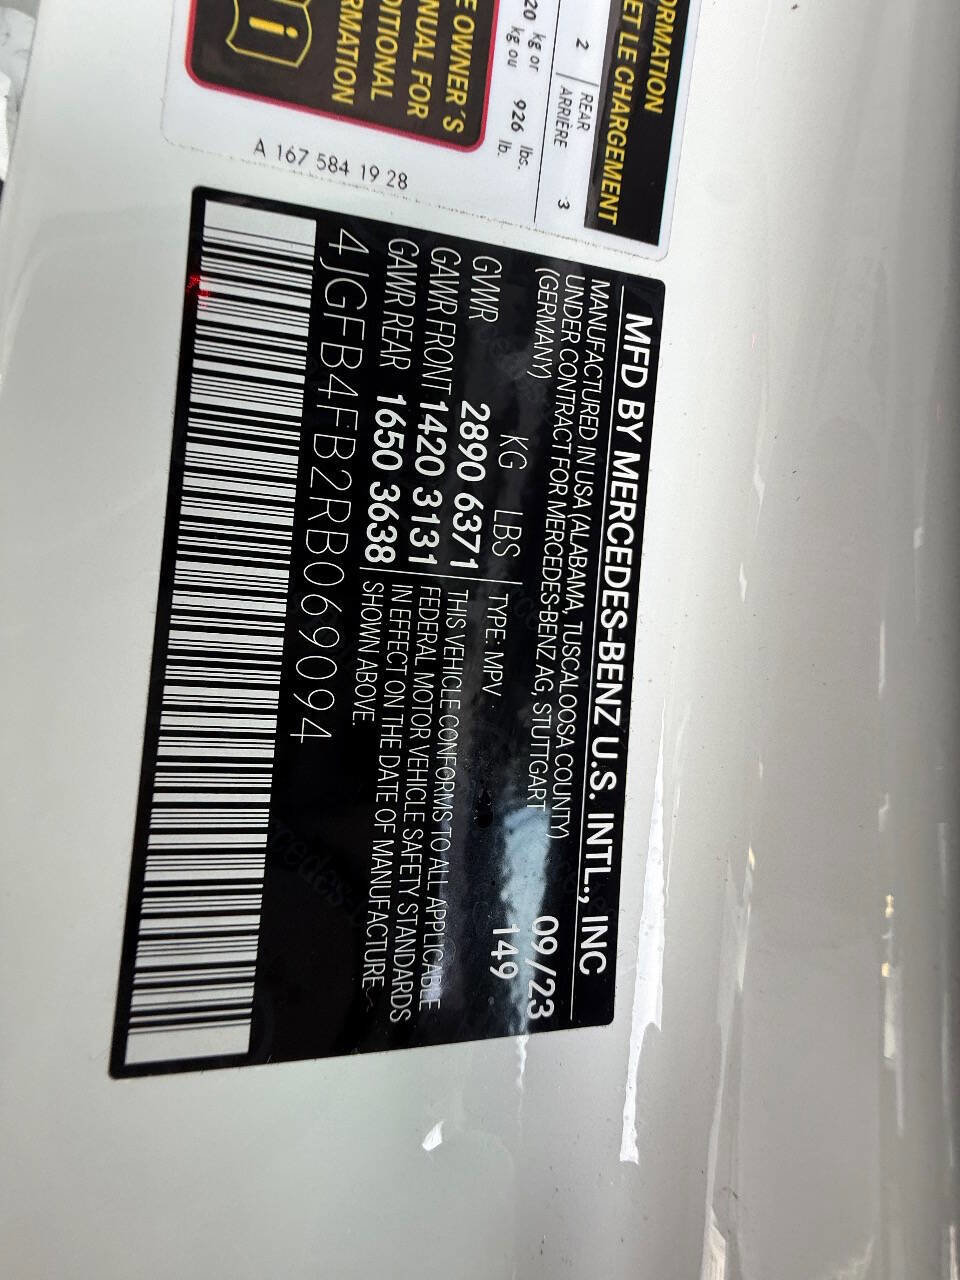 ORMATION
ET LE CHARGEMENT
2 REAR 3
ARRIÈRE
20 kg or 926 lbs.
kg ou lb.
E OWNER´S
NUAL FOR
DITIONAL
RMATION
i
A 167 584 19 28
MFD BY MERCEDES-BENZ U.S. INTL., INC
MANUFACTURED IN USA (ALABAMA, TUSCALOOSA COUNTY)
UNDER CONTRACT FOR MERCEDES-BENZ AG, STUTTGART 09/23
(GERMANY) 149
KG LBS TYPE: MPV
GVWR 2890 6371 THIS VEHICLE CONFORMS TO ALL APPLICABLE
GAWR FRONT 1420 3131 FEDERAL MOTOR VEHICLE SAFETY STANDARDS
GAWR REAR 1650 3638 IN EFFECT ON THE DATE OF MANUFACTURE
SHOWN ABOVE.
4JGFB4FB2RB069094